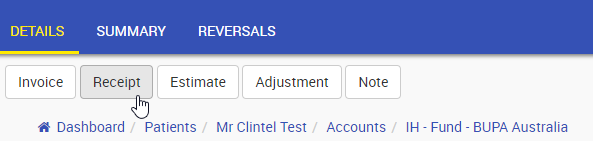 DETAILS SUMMARY REVERSALS
Invoice Receipt Estimate Adjustment Note
Dashboard / Patients / Mr Clintel Test / Accounts / IH - Fund - BUPA Australia